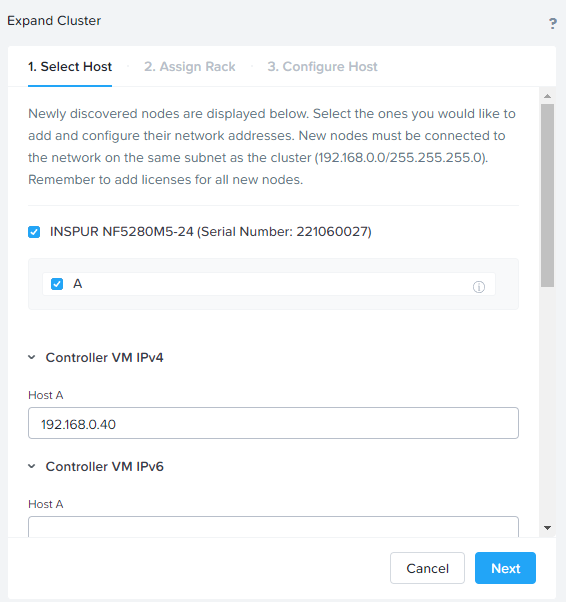 Expand Cluster
?
1. Select Host
2. Assign Rack
3. Configure Host
Newly discovered nodes are displayed below. Select the ones you would like to
add and configure their network addresses. New nodes must be connected to
the network on the same subnet as the cluster (192.168.0.0/255.255.255.0).
Remember to add licenses for all new nodes.
INSPUR NF5280M5-24 (Serial Number: 221060027)
A
Controller VM IPv4
Host A
192.168.0.40
Controller VM IPv6
Host A
Cancel
Next